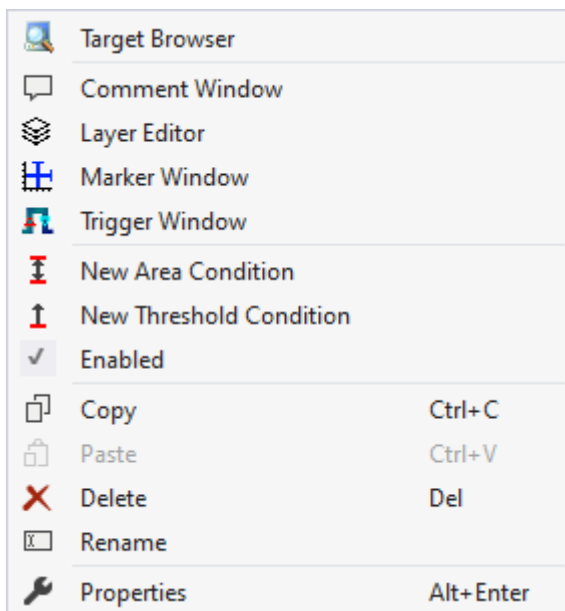 Target Browser
Comment Window
Layer Editor
Marker Window
Trigger Window
New Area Condition
New Threshold Condition
Enabled
Copy Ctrl+C
Paste Ctrl+V
Delete Del
Rename
Properties Alt+Enter